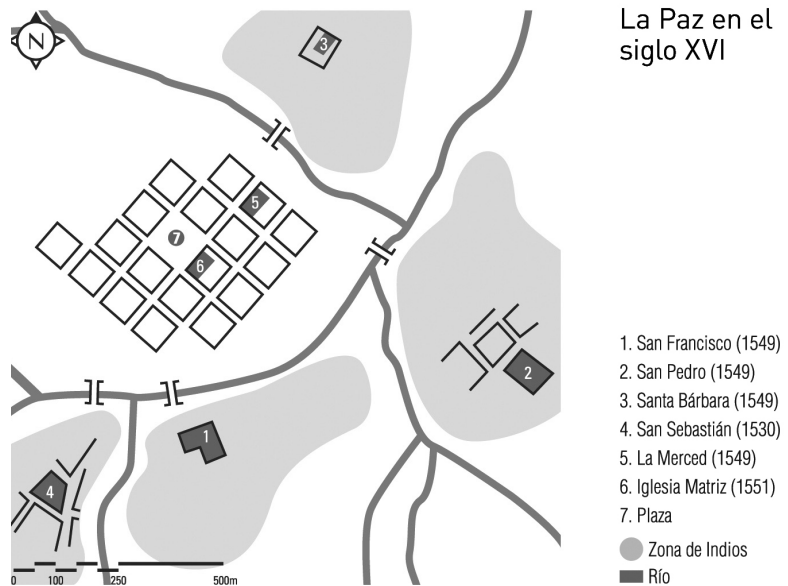 La Paz en el
siglo XVI
N
3
5
7
6
2
1
4
0 100 250 500m
1. San Francisco (1549)
2. San Pedro (1549)
3. Santa Bárbara (1549)
4. San Sebastián (1530)
5. La Merced (1549)
6. Iglesia Matriz (1551)
7. Plaza
Zona de Indios
Río